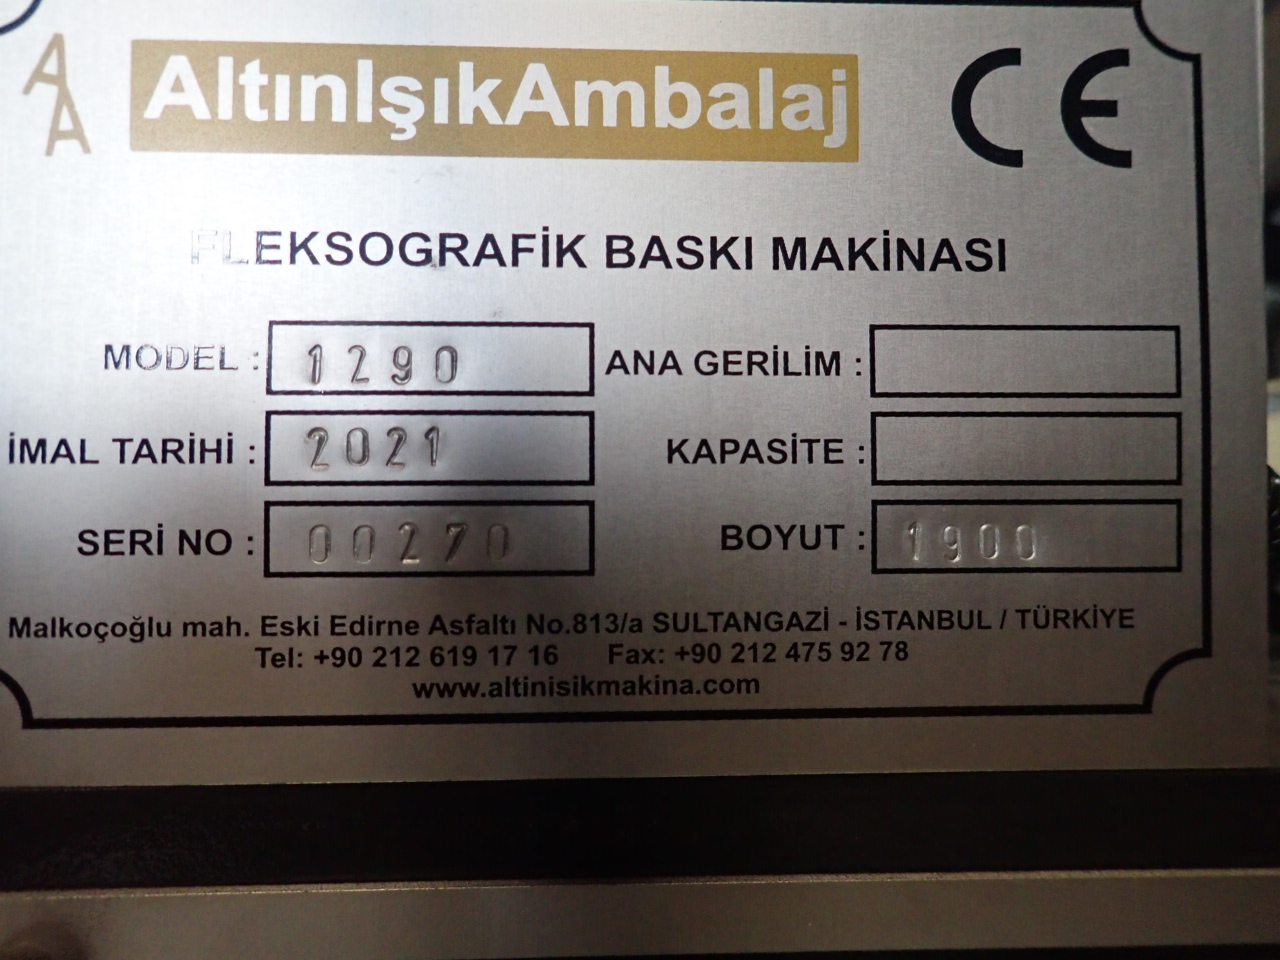 AA
AltınIşıkAmbalaj CE
FLEKSOGRAFİK BASKI MAKİNASI
MODEL : 1290 ANA GERİLİM :
İMAL TARİHİ : 2021 KAPASİTE :
SERİ NO : 00270 BOYUT : 1900
Malkoçoğlu mah. Eski Edirne Asfaltı No.813/a SULTANGAZİ - İSTANBUL / TÜRKİYE
Tel: +90 212 619 17 16 Fax: +90 212 475 92 78
www.altinisikmakina.com